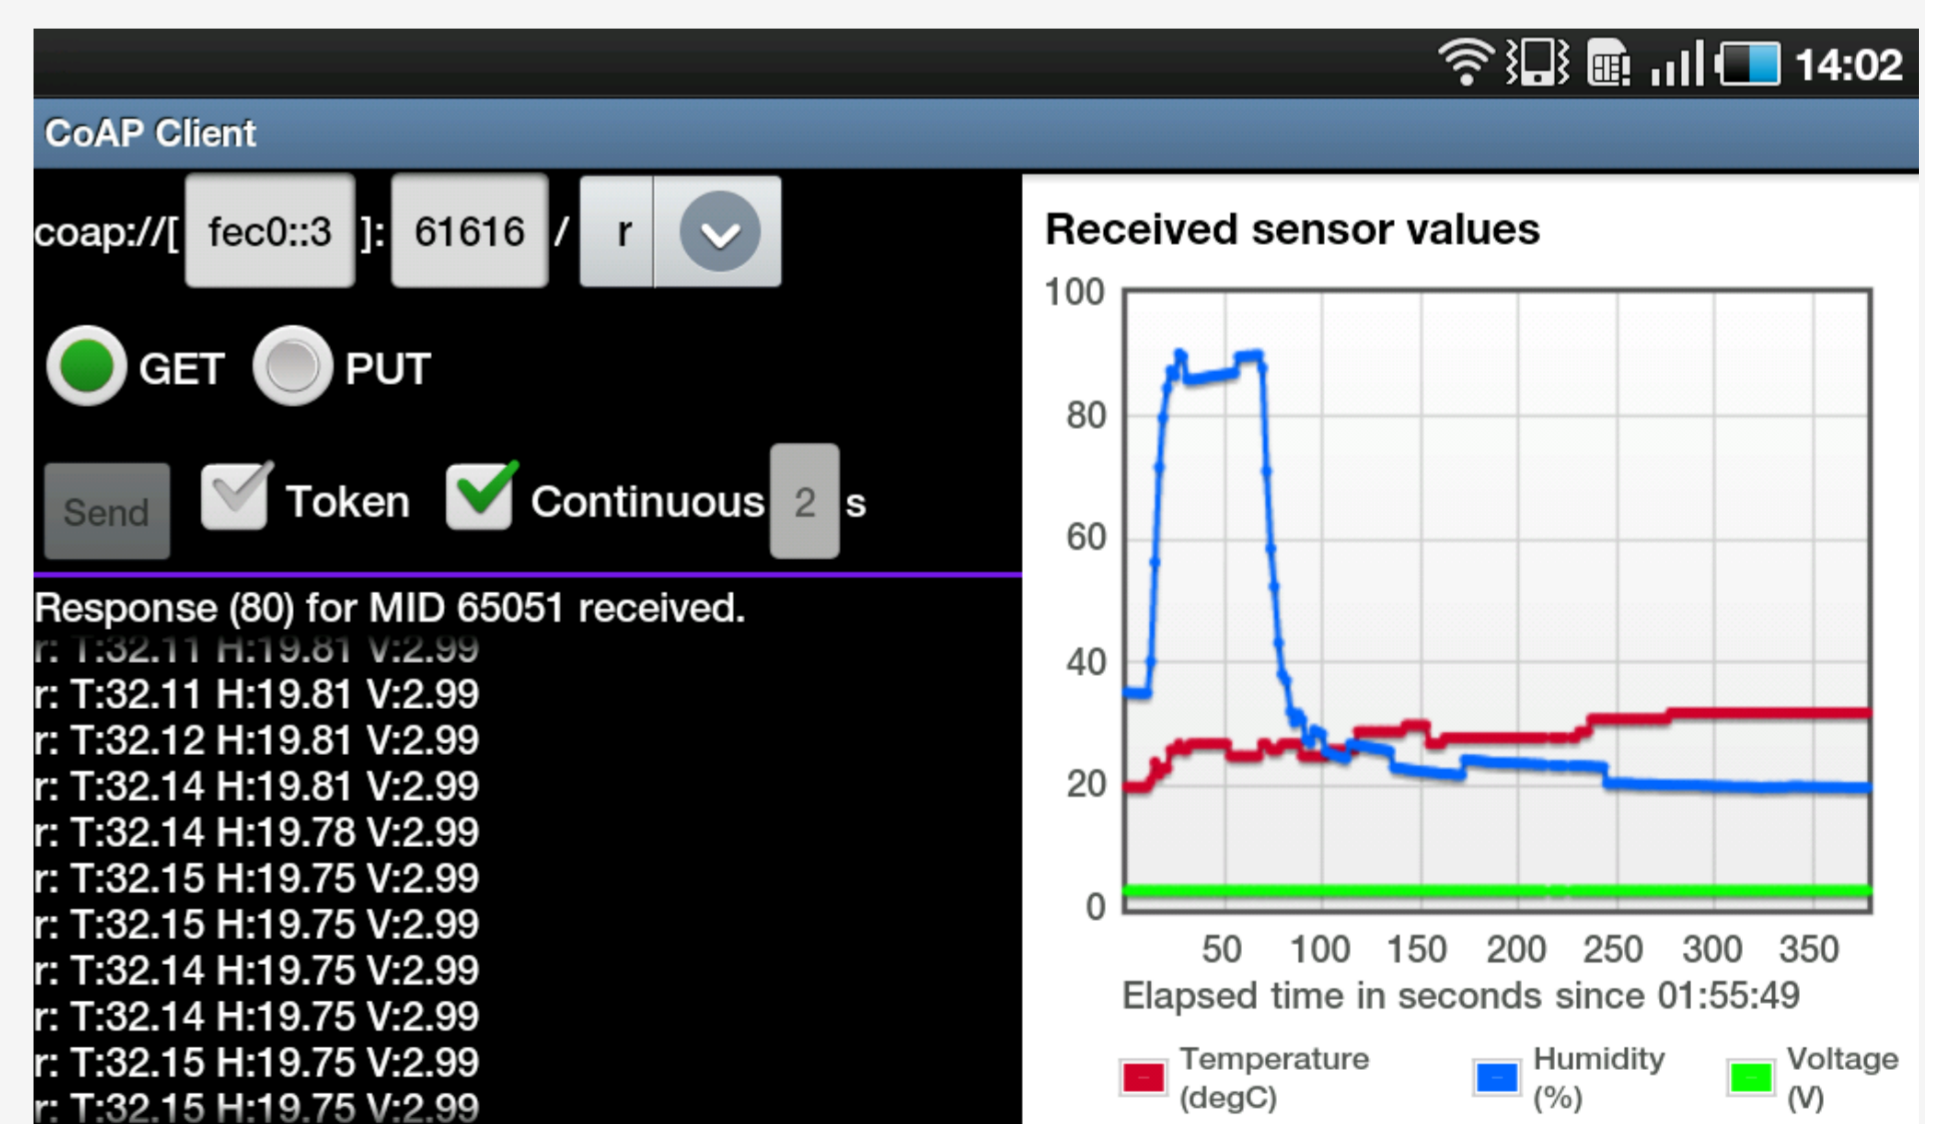 14:02
CoAP Client
coap://[ fec0::3 ]: 61616 / r
GET PUT
Send Token Continuous 2 s
Response (80) for MID 65051 received.
r: T:32.11 H:19.81 V:2.99
r: T:32.11 H:19.81 V:2.99
r: T:32.12 H:19.81 V:2.99
r: T:32.14 H:19.81 V:2.99
r: T:32.14 H:19.78 V:2.99
r: T:32.15 H:19.75 V:2.99
r: T:32.15 H:19.75 V:2.99
r: T:32.14 H:19.75 V:2.99
r: T:32.14 H:19.75 V:2.99
r: T:32.15 H:19.75 V:2.99
r: T:32.15 H:19.75 V:2.99
Received sensor values
100
80
60
40
20
0
50 100 150 200 250 300 350
Elapsed time in seconds since 01:55:49
Temperature (degC)
Humidity (%)
Voltage (V)